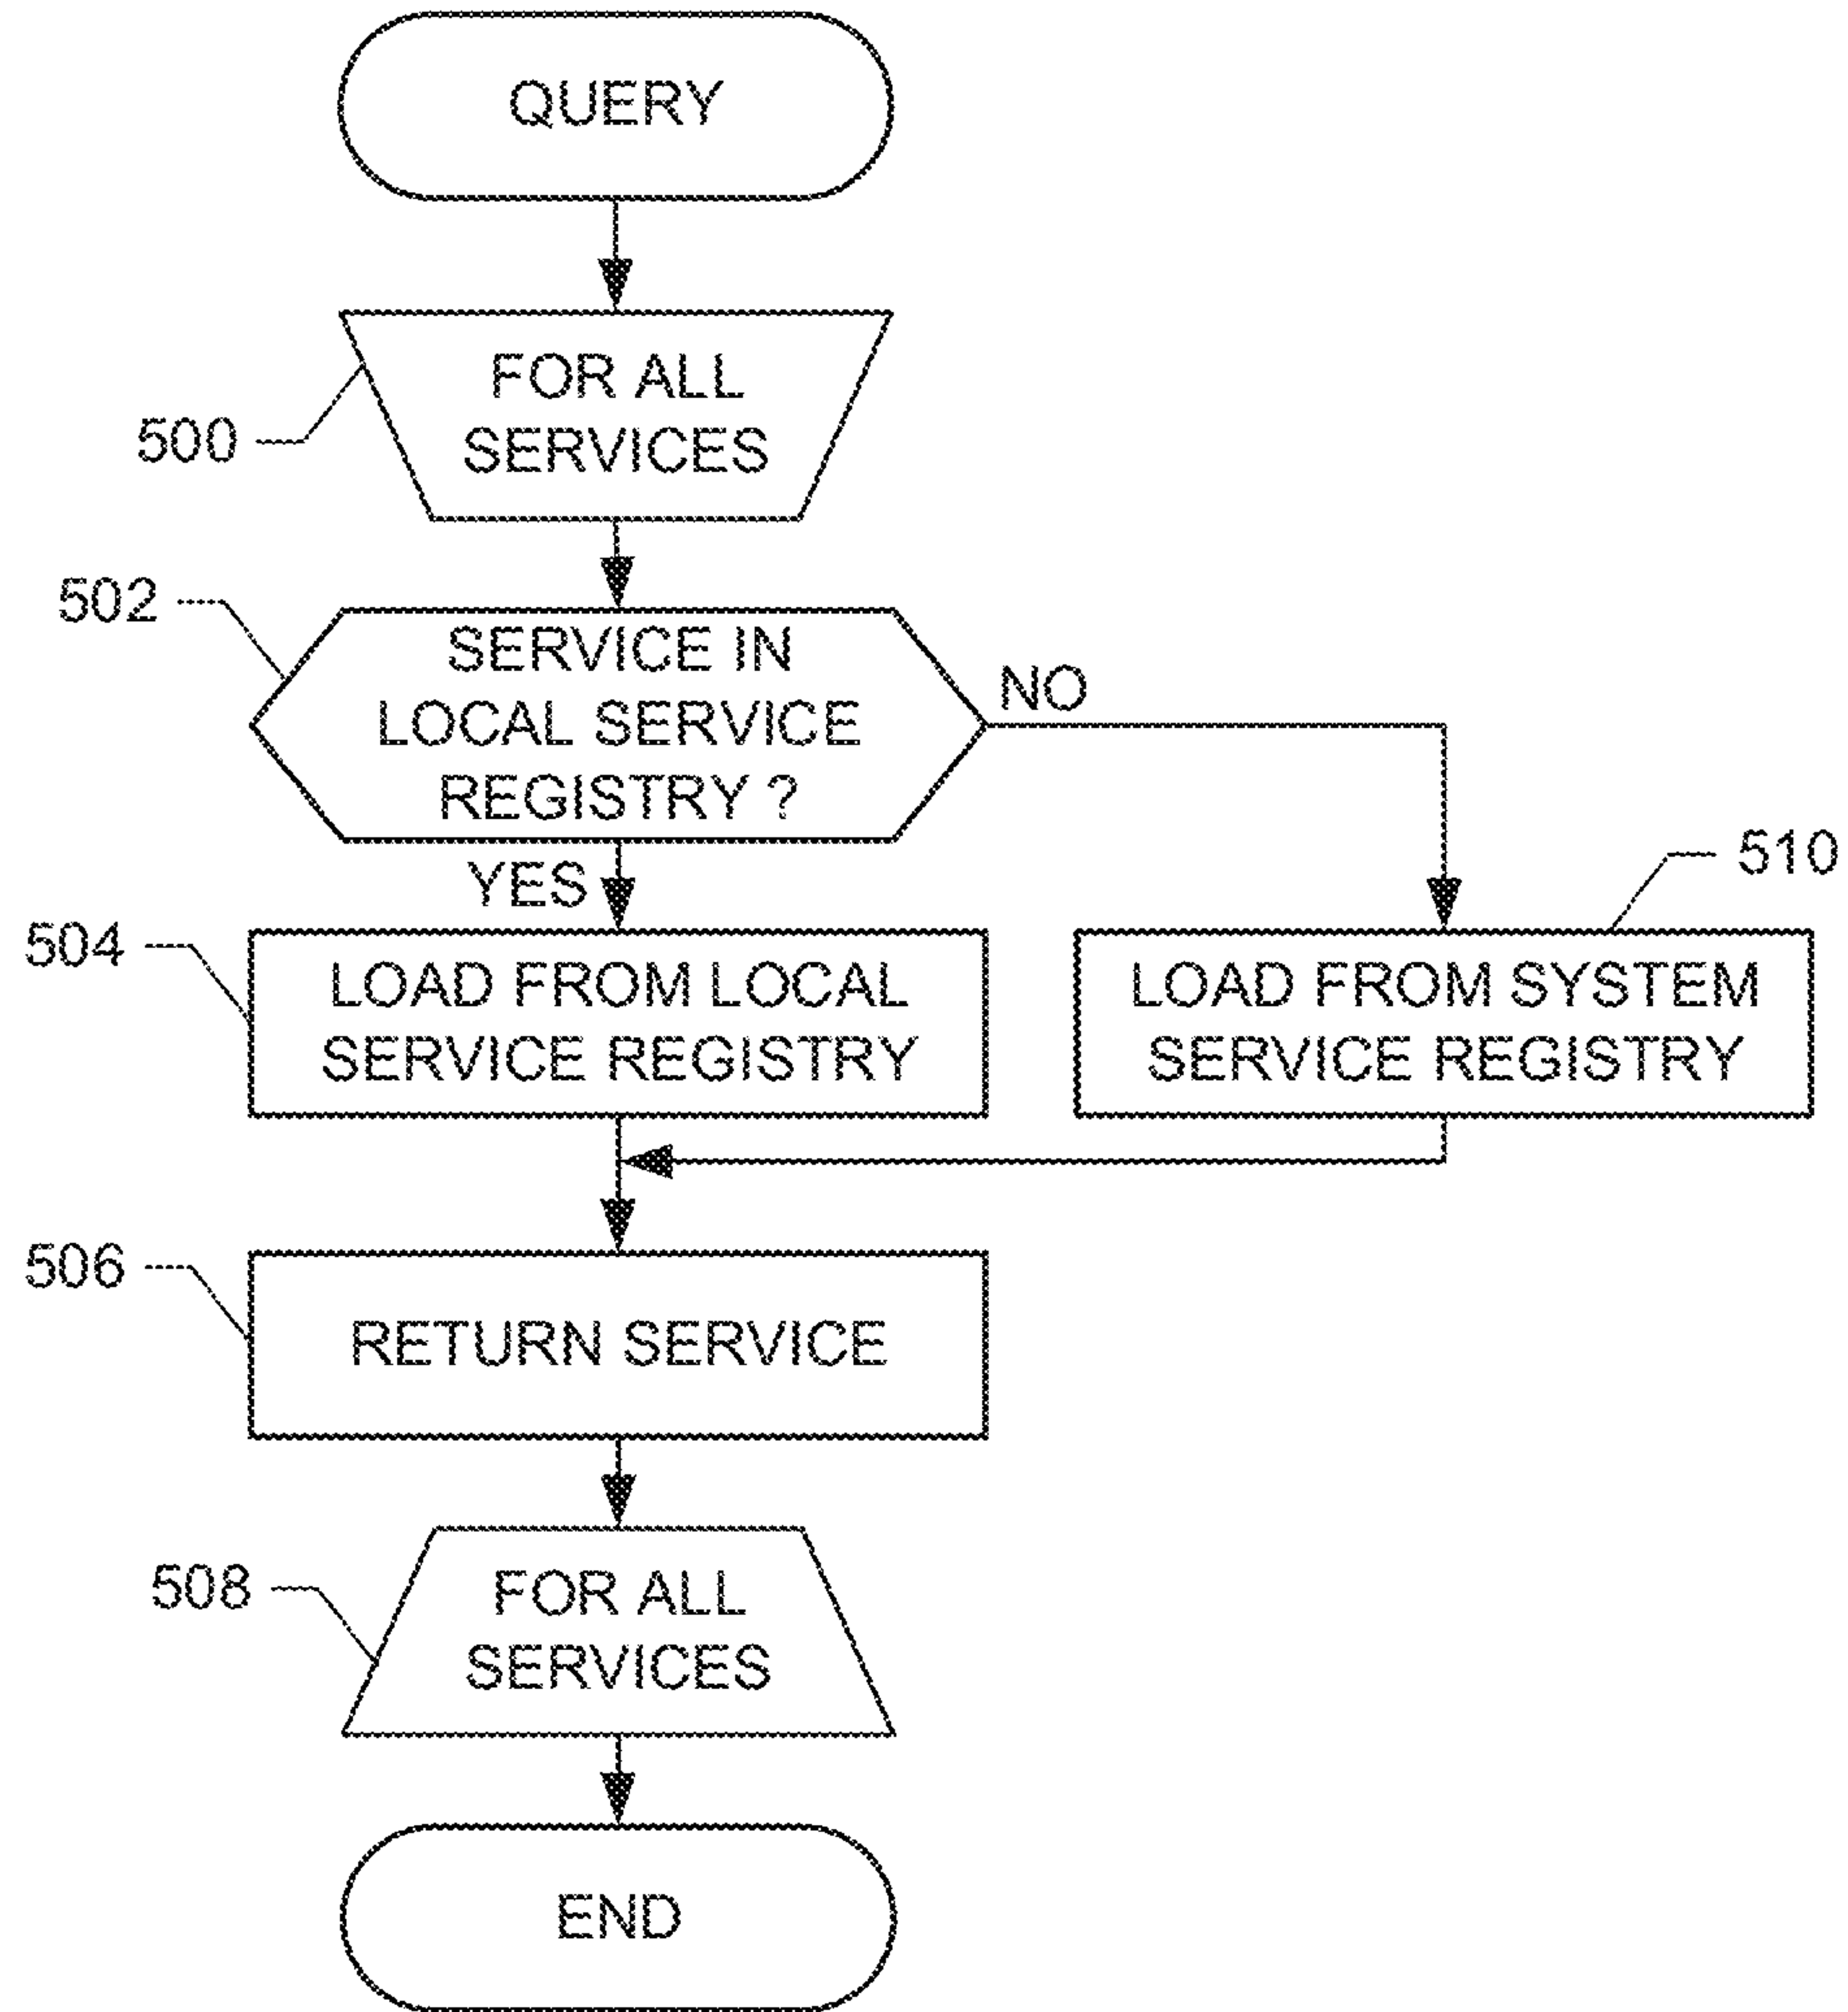 QUERY
500
FOR ALL
SERVICES
502
SERVICE IN
LOCAL SERVICE
REGISTRY ?
NO
YES
504
LOAD FROM LOCAL
SERVICE REGISTRY
510
LOAD FROM SYSTEM
SERVICE REGISTRY
506
RETURN SERVICE
508
FOR ALL
SERVICES
END